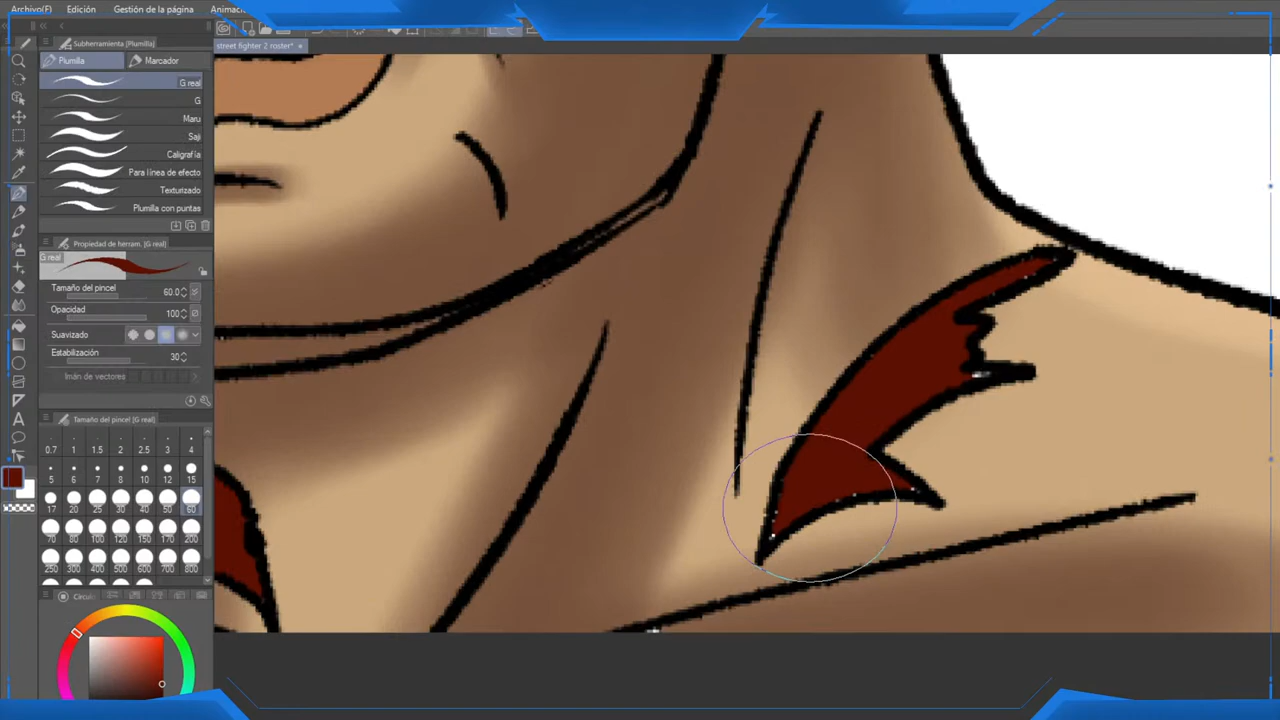 Archivo(F) Edición Gestión de la página Animación
Subherramienta (Plumilla)
street fighter 2 roster*
Plumilla Marcador
G real
G
Maru
Saji
Caligrafía
Para línea de efecto
Texturizado
Plumilla con puntas
Propiedad de herram. [G real]
G real
Tamaño del pincel 60.0
Opacidad 100
Suavizado
Estabilización 30
Imán de vectores
Tamaño del pincel [G real]
0.7 1 1.5 2 2.5 3 4
5 6 7 8 10 12 15
17 20 25 30 40 50 60
70 80 100 120 150 170 200
250 300 400 500 600 700 800